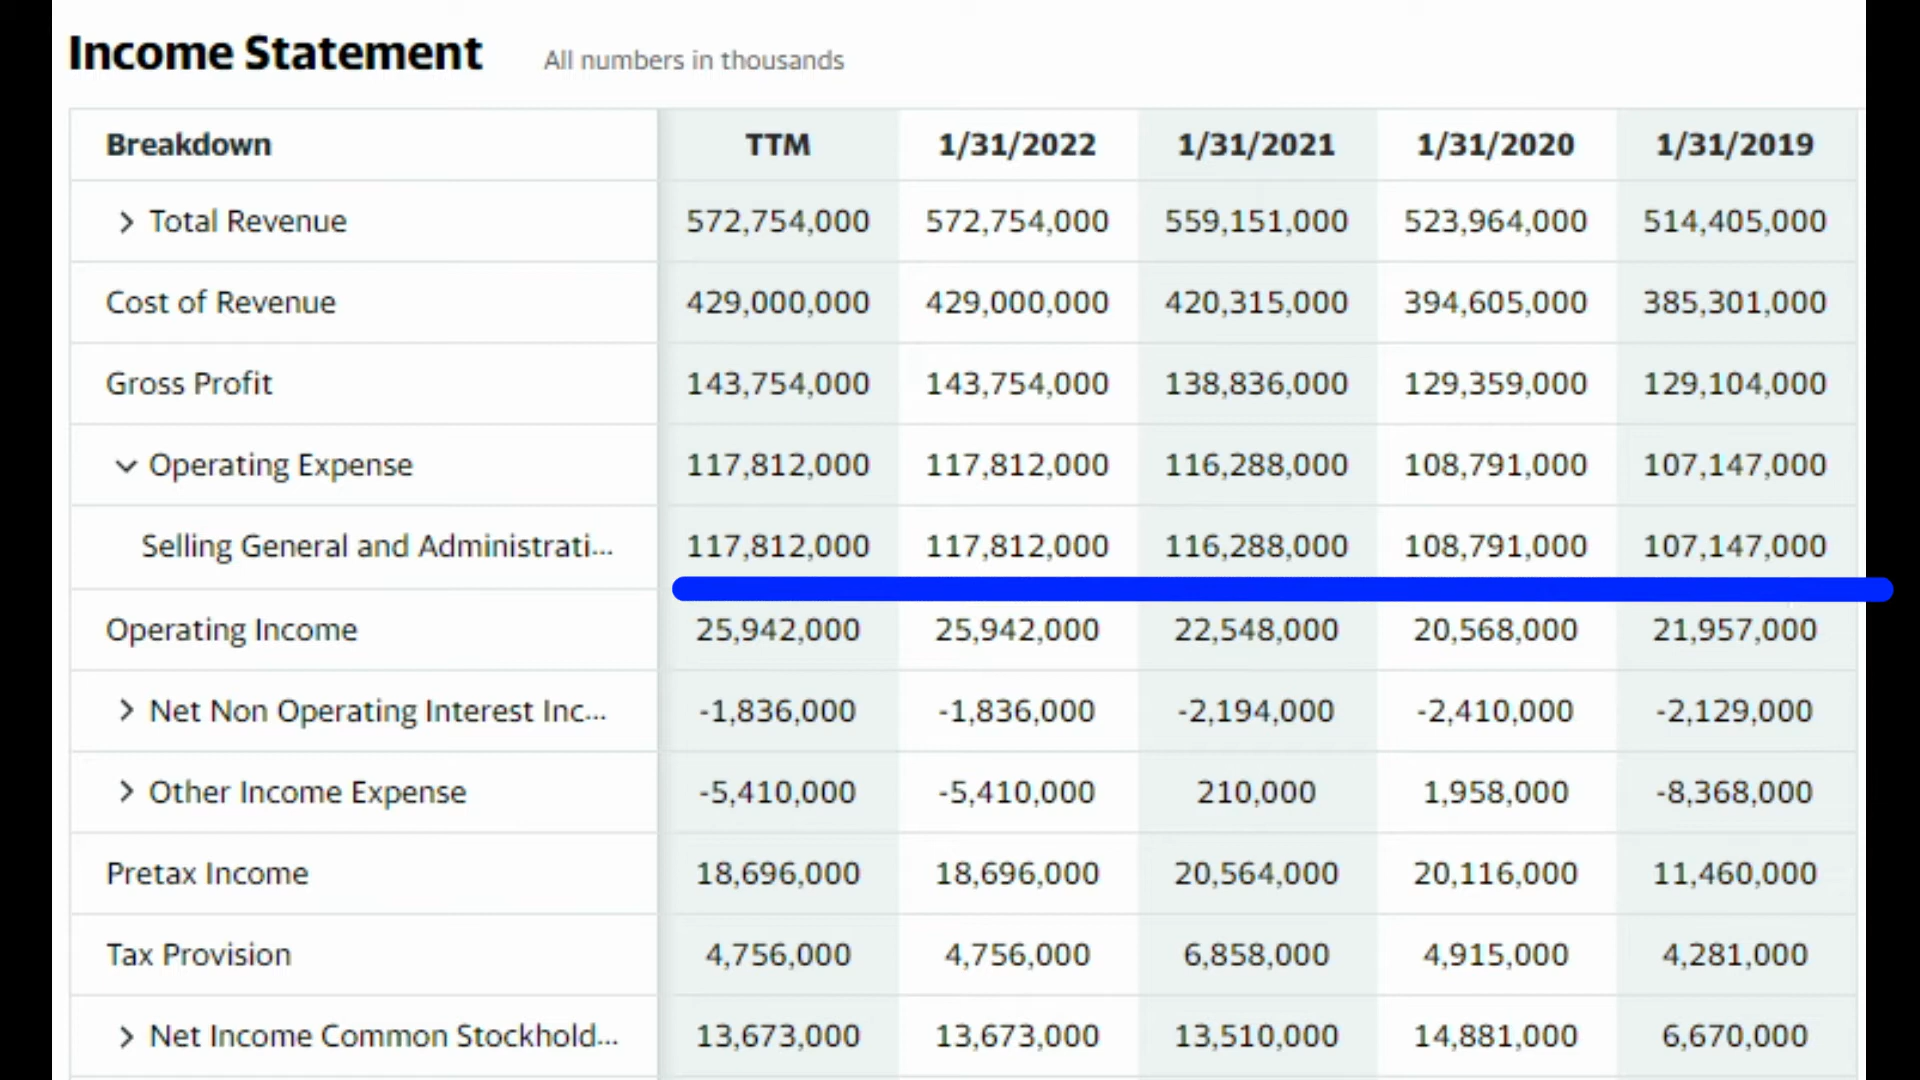 Income Statement All numbers in thousands
Breakdown TTM 1/31/2022 1/31/2021 1/31/2020 1/31/2019
Total Revenue 572,754,000 572,754,000 559,151,000 523,964,000 514,405,000
Cost of Revenue 429,000,000 429,000,000 420,315,000 394,605,000 385,301,000
Gross Profit 143,754,000 143,754,000 138,836,000 129,359,000 129,104,000
Operating Expense 117,812,000 117,812,000 116,288,000 108,791,000 107,147,000
Selling General and Administrati... 117,812,000 117,812,000 116,288,000 108,791,000 107,147,000
Operating Income 25,942,000 25,942,000 22,548,000 20,568,000 21,957,000
Net Non Operating Interest Inc... -1,836,000 -1,836,000 -2,194,000 -2,410,000 -2,129,000
Other Income Expense -5,410,000 -5,410,000 210,000 1,958,000 -8,368,000
Pretax Income 18,696,000 18,696,000 20,564,000 20,116,000 11,460,000
Tax Provision 4,756,000 4,756,000 6,858,000 4,915,000 4,281,000
Net Income Common Stockhold... 13,673,000 13,673,000 13,510,000 14,881,000 6,670,000